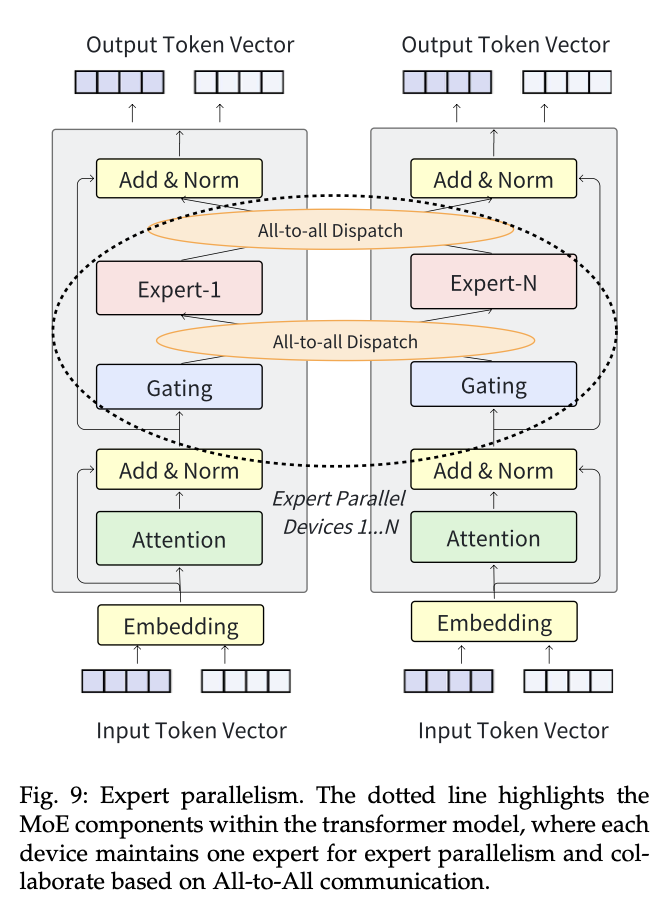 Output Token Vector
Output Token Vector
Add & Norm
Add & Norm
All-to-all Dispatch
Expert-1
Expert-N
All-to-all Dispatch
Gating
Gating
Add & Norm
Add & Norm
Expert Parallel
Devices 1...N
Attention
Attention
Embedding
Embedding
Input Token Vector
Input Token Vector
Fig. 9: Expert parallelism. The dotted line highlights the
MoE components within the transformer model, where each
device maintains one expert for expert parallelism and col-
laborate based on All-to-All communication.